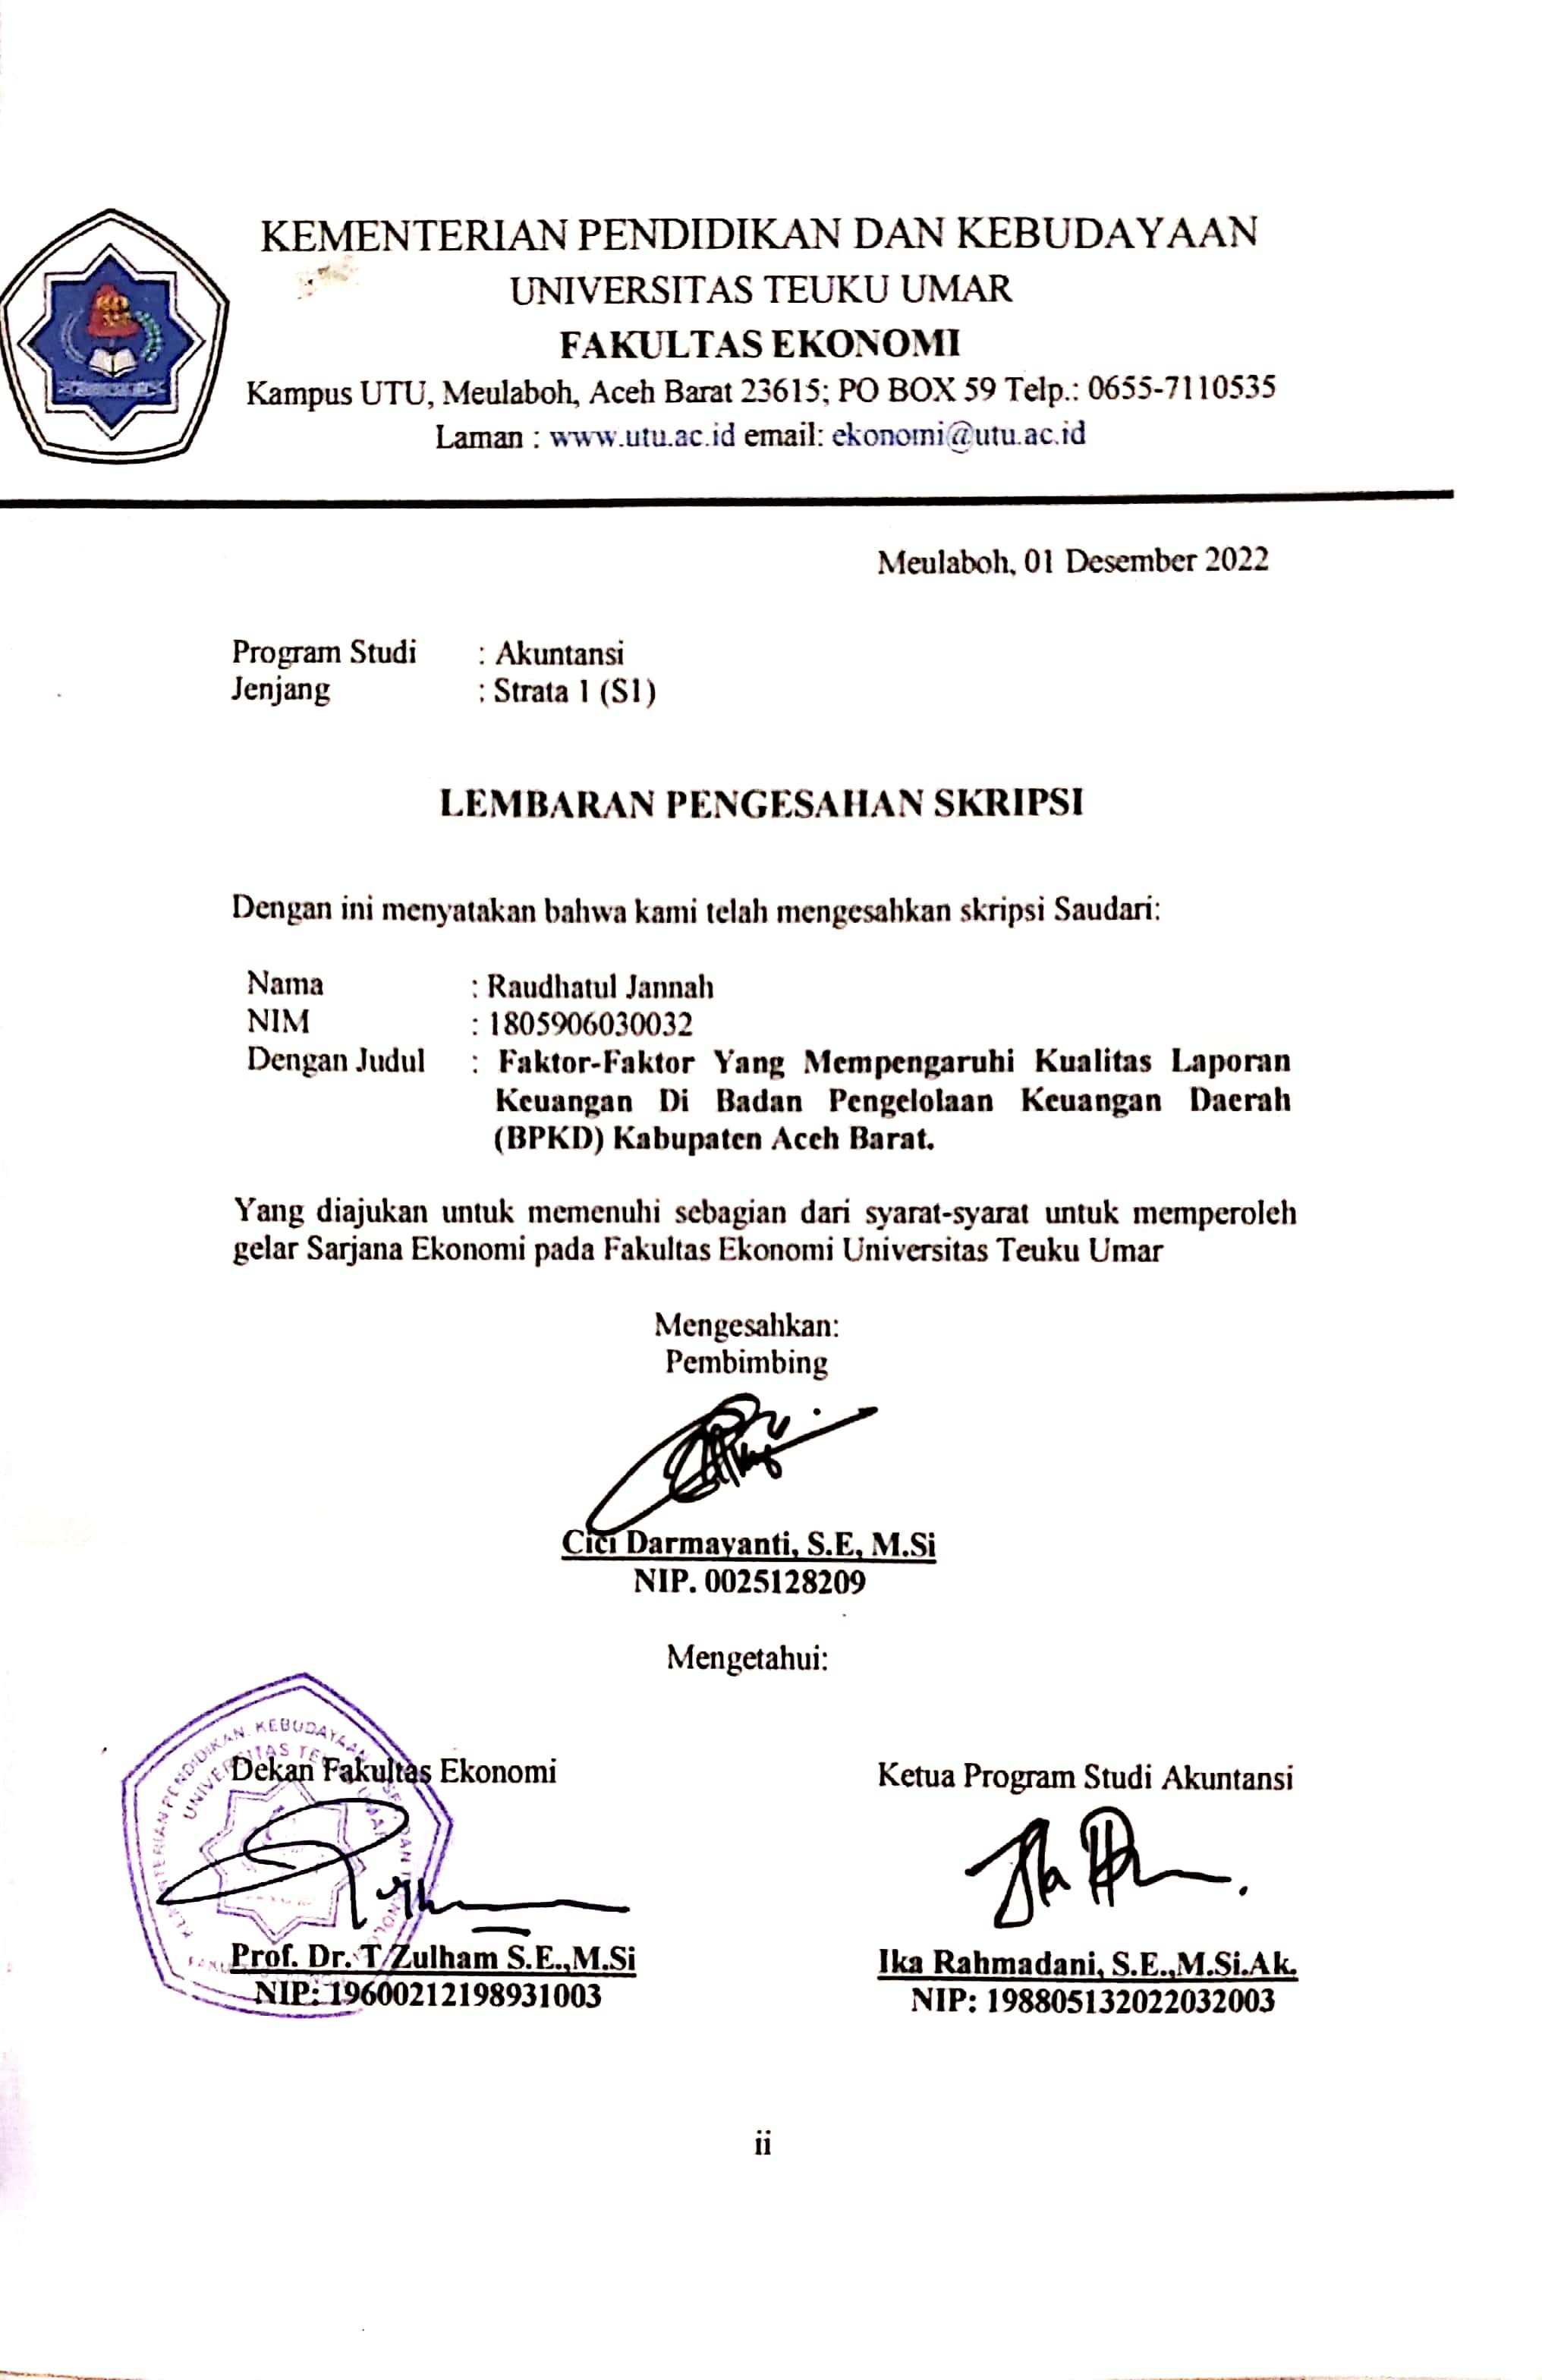 KEMENTERIAN PENDIDIKAN DAN KEBUDAYAAN
UNIVERSITAS TEUKU UMAR
FAKULTAS EKONOMI
Kampus UTU, Meulaboh, Aceh Barat 23615; PO BOX 59 Telp.: 0655-7110535
Laman : www.utu.ac.id email: ekonomi@utu.ac.id
Meulaboh, 01 Desember 2022
Program Studi : Akuntansi
Jenjang : Strata 1 (S1)
LEMBARAN PENGESAHAN SKRIPSI
Dengan ini menyatakan bahwa kami telah mengesahkan skripsi Saudari:
Nama : Raudhatul Jannah
NIM : 1805906030032
Dengan Judul : Faktor-Faktor Yang Mempengaruhi Kualitas Laporan
Keuangan Di Badan Pengelolaan Keuangan Daerah
(BPKD) Kabupaten Aceh Barat.
Yang diajukan untuk memenuhi sebagian dari syarat-syarat untuk memperoleh
gelar Sarjana Ekonomi pada Fakultas Ekonomi Universitas Teuku Umar
Mengesahkan:
Pembimbing
Cici Darmayanti, S.E, M.Si
NIP. 0025128209
Mengetahui:
Dekan Fakultas Ekonomi
Ketua Program Studi Akuntansi
Prof. Dr. T Zulham S.E.,M.Si
NIP: 19600212198931003
Ika Rahmadani, S.E.,M.Si.Ak.
NIP: 198805132022032003
PENDIDIKAN, KEBUDAYAAN
ii